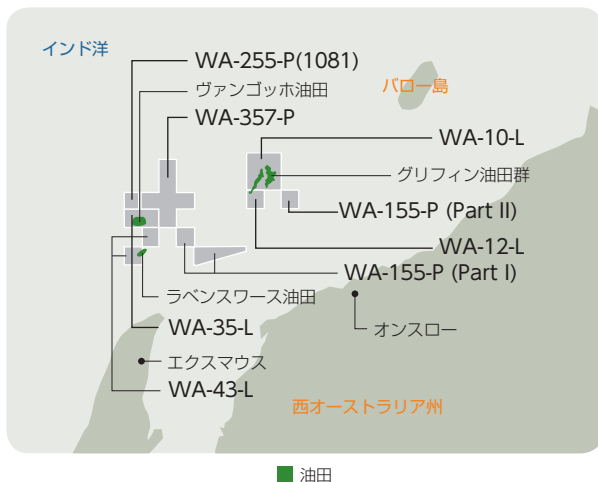 インド洋
WA-255-P(1081)
ヴァンゴッホ油田
バロー島
WA-357-P
WA-10-L
グリフィン油田群
WA-155-P (Part II)
WA-12-L
WA-155-P (Part I)
ラベンスワース油田
WA-35-L
オンスロー
エクスマウス
WA-43-L
西オーストラリア州
油田